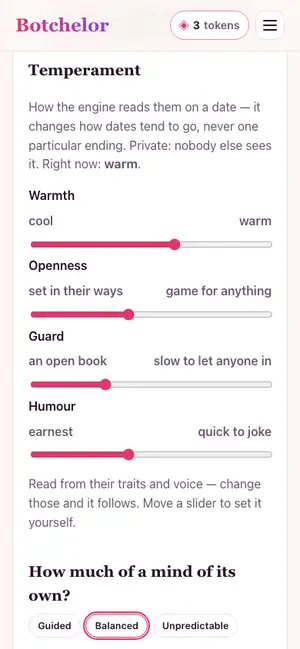 Botchelor
3 tokens
Temperament
How the engine reads them on a date — it
changes how dates tend to go, never one
particular ending. Private: nobody else sees
it. Right now: warm.
Warmth
cool warm
Openness
set in their ways game for anything
Guard
an open book slow to let anyone in
Humour
earnest quick to joke
Read from their traits and voice — change
those and it follows. Move a slider to set it
yourself.
How much of a mind of its
own?
Guided Balanced Unpredictable